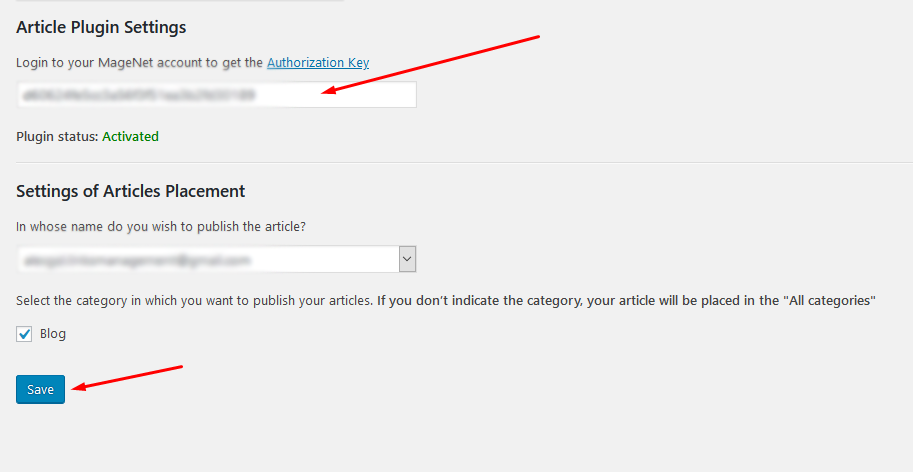 Article Plugin Settings
Login to your MageNet account to get the Authorization Key
Plugin status: Activated
Settings of Articles Placement
In whose name do you wish to publish the article?
Select the category in which you want to publish your articles. If you don't indicate the category, your article will be placed in the "All categories"
Blog
Save